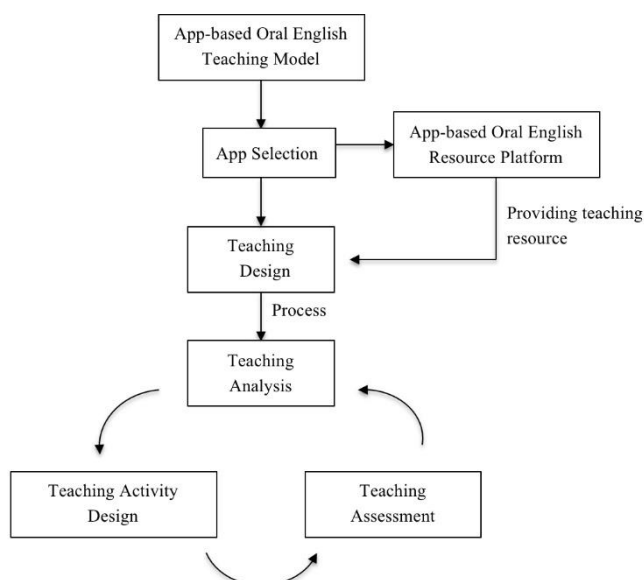 App-based Oral English
Teaching Model
App Selection
App-based Oral English
Resource Platform
Providing teaching
resource
Teaching
Design
Process
Teaching
Analysis
Teaching Activity
Design
Teaching
Assessment